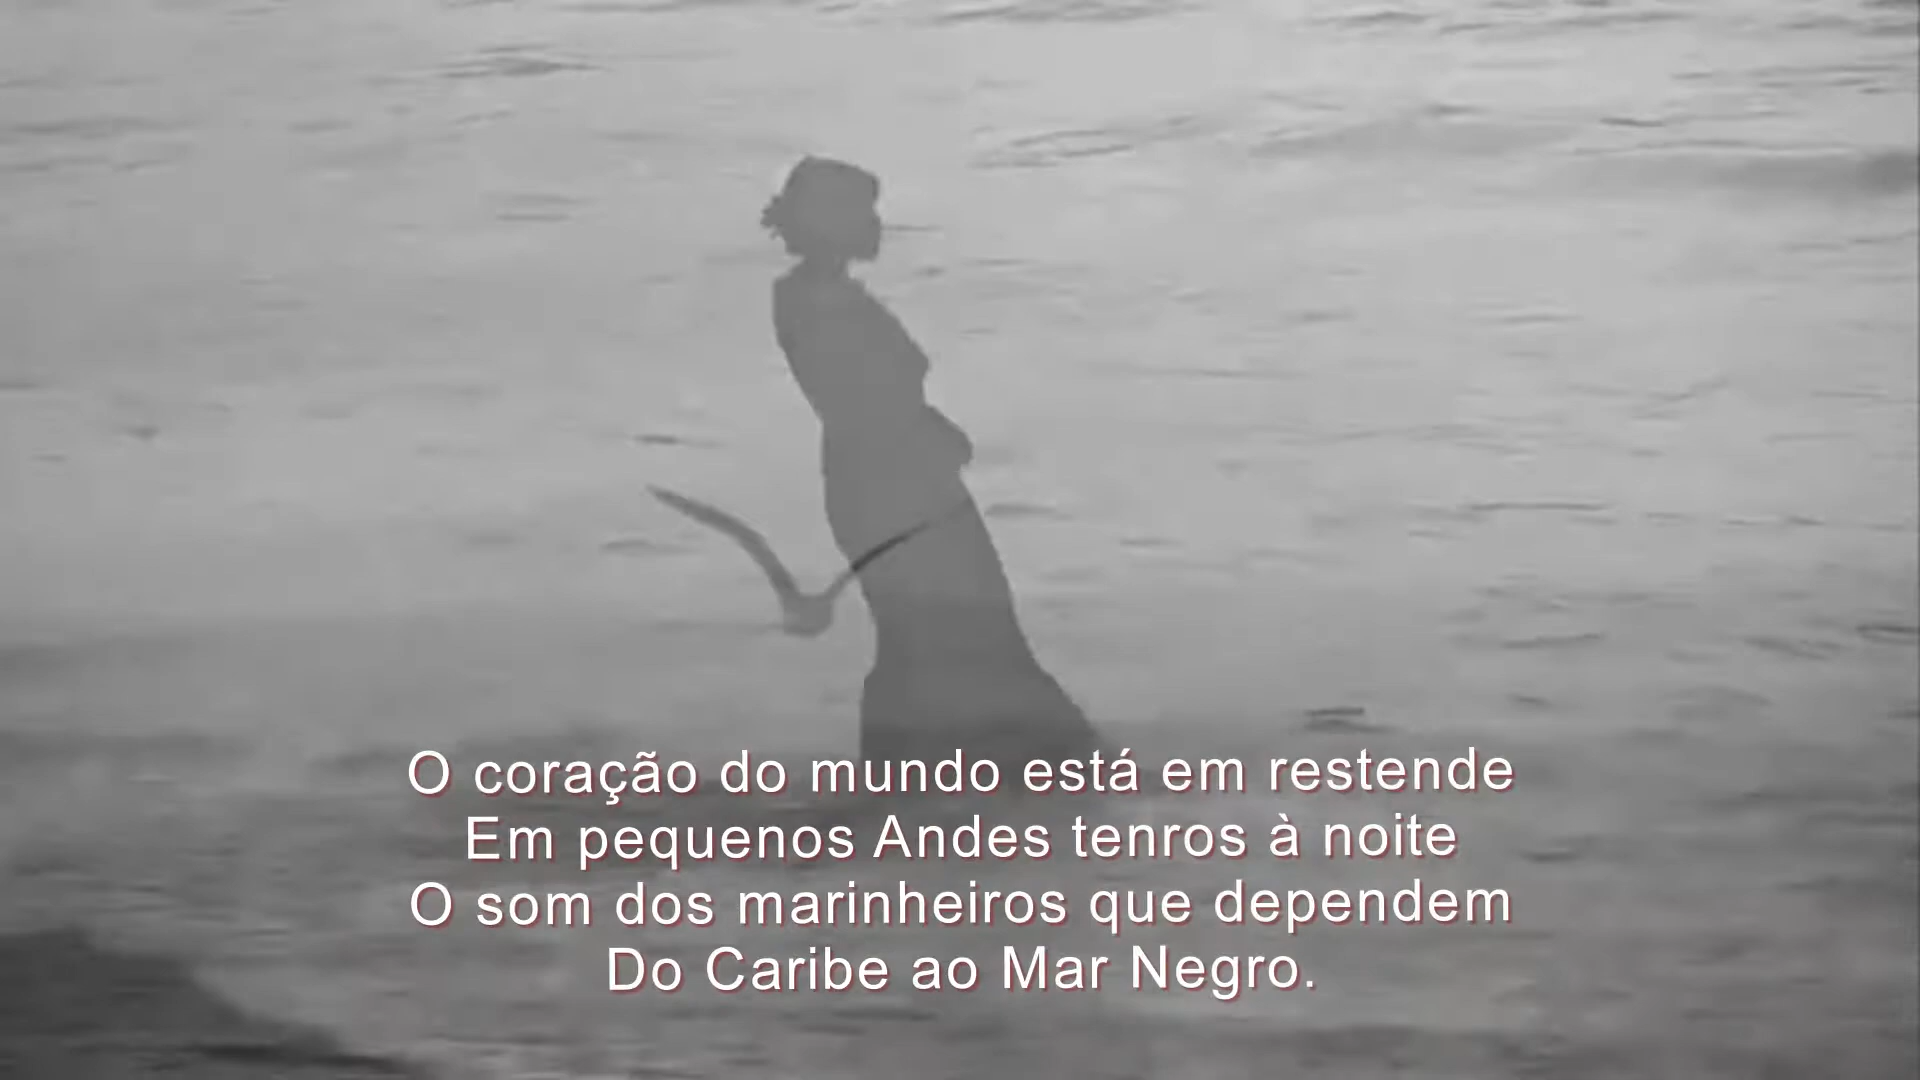 O coração do mundo está em restende
Em pequenos Andes tenros à noite
O som dos marinheiros que dependem
Do Caribe ao Mar Negro.